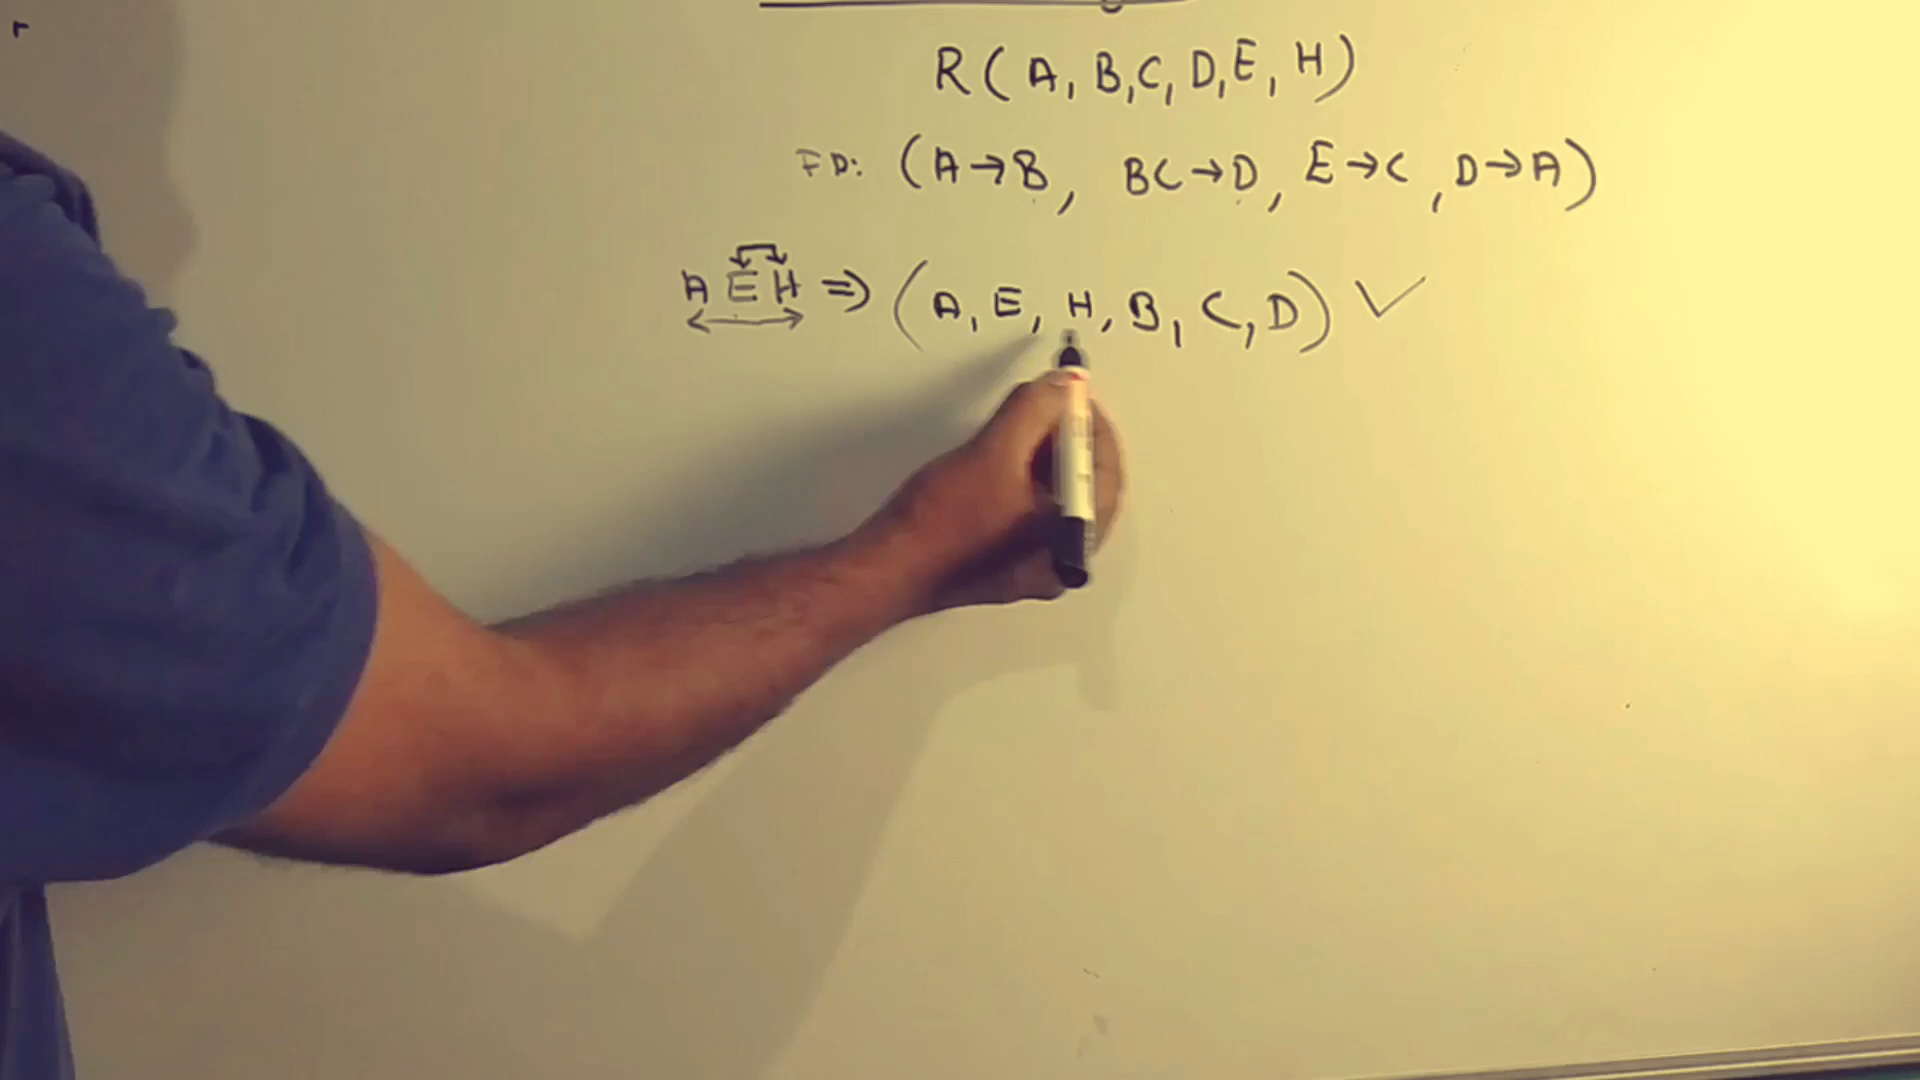 R(A, B, C, D, E, H)
FD: (A→B, BC→D, E→C, D→A)
AEH ⇒ (A, E, H, B, C, D) ✓